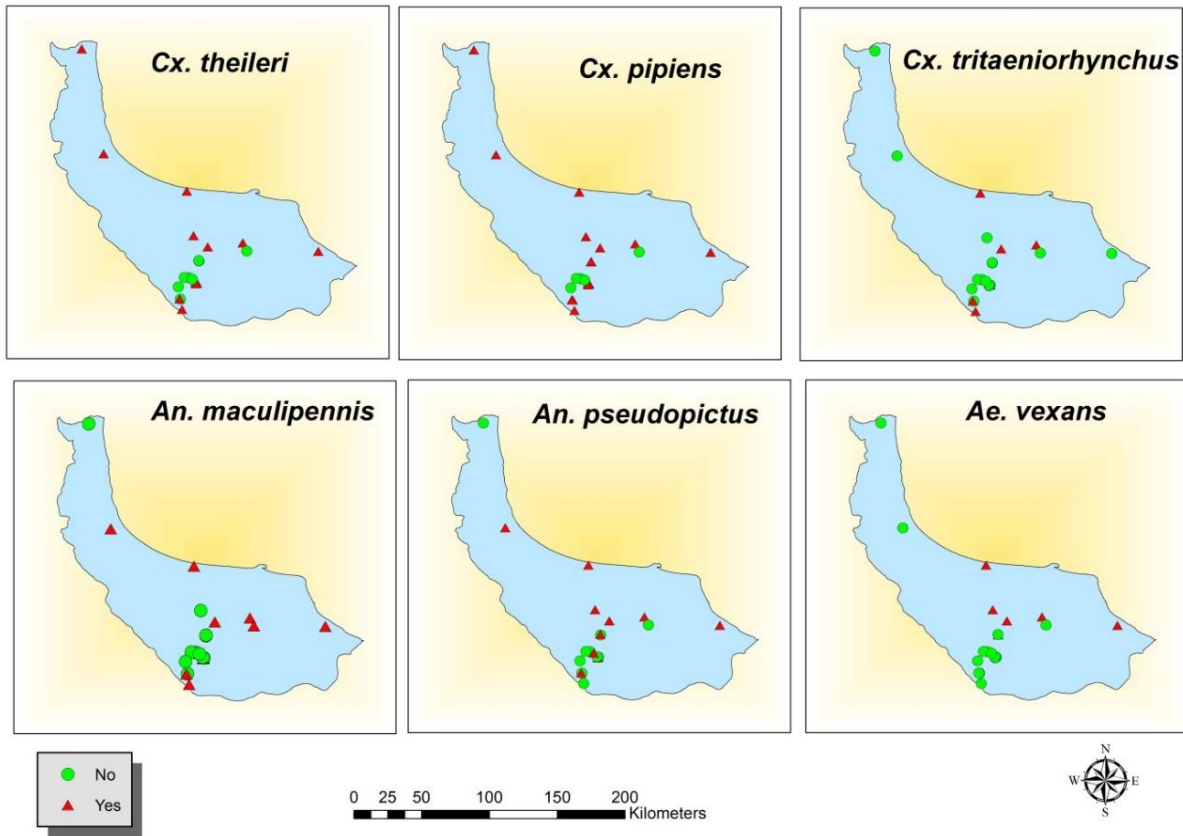 Cx. theileri
Cx. pipiens
Cx. tritaeniorhynchus
An. maculipennis
An. pseudopictus
Ae. vexans
No
Yes
0 25 50 100 150 200
Kilometers
N
W E
S